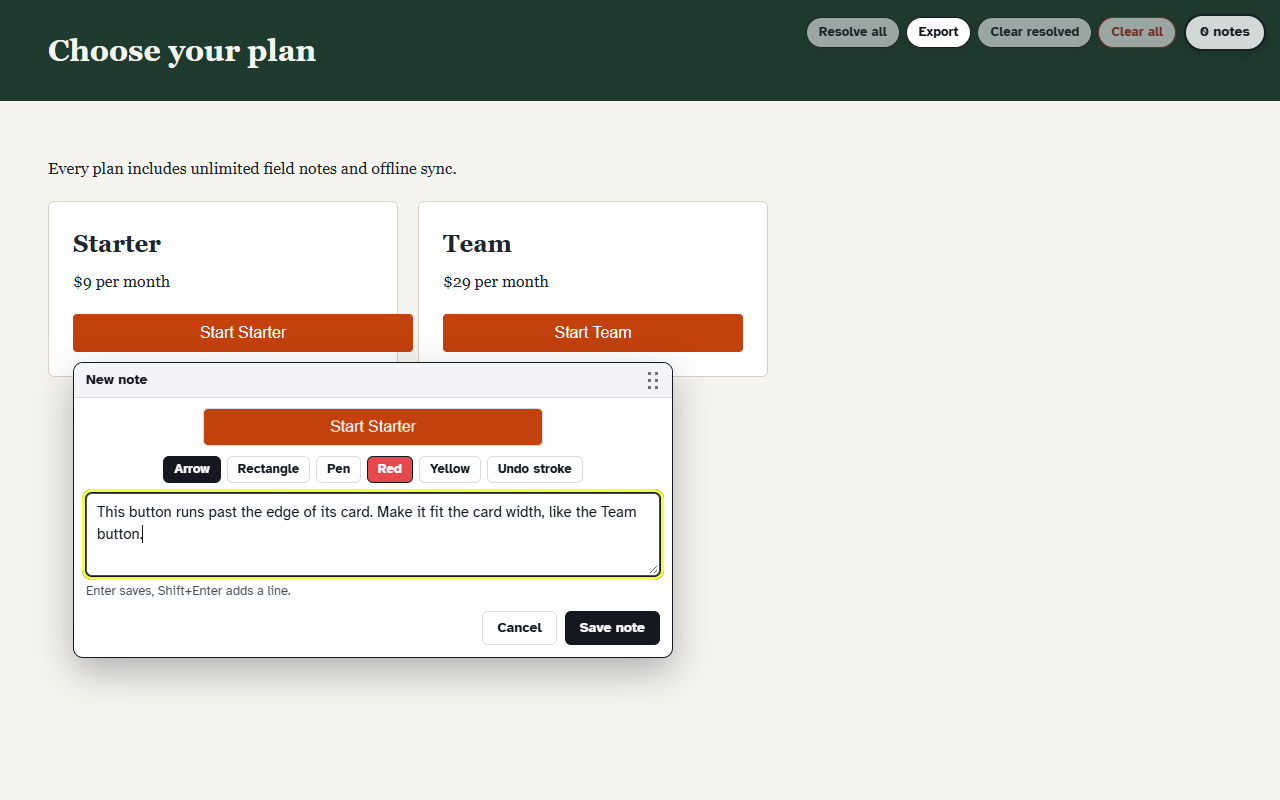 Choose your plan
Resolve all
Export
Clear resolved
Clear all
0 notes
Every plan includes unlimited field notes and offline sync.
Starter
$9 per month
Start Starter
Team
$29 per month
Start Team
New note
Start Starter
Arrow
Rectangle
Pen
Red
Yellow
Undo stroke
This button runs past the edge of its card. Make it fit the card width, like the Team
button.
Enter saves, Shift+Enter adds a line.
Cancel
Save note